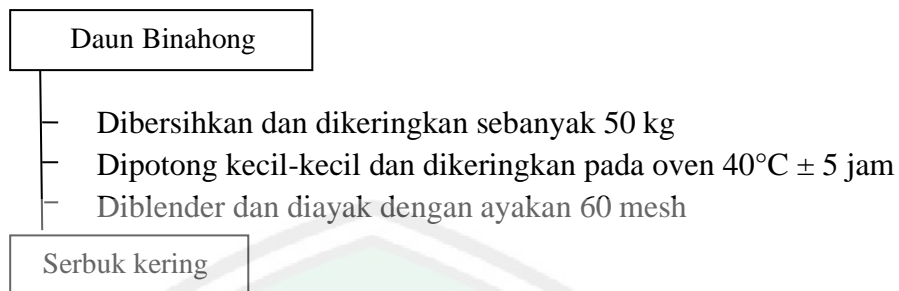 Daun Binahong
– Dibersihkan dan dikeringkan sebanyak 50 kg
– Dipotong kecil-kecil dan dikeringkan pada oven 40°C ± 5 jam
– Diblender dan diayak dengan ayakan 60 mesh
Serbuk kering